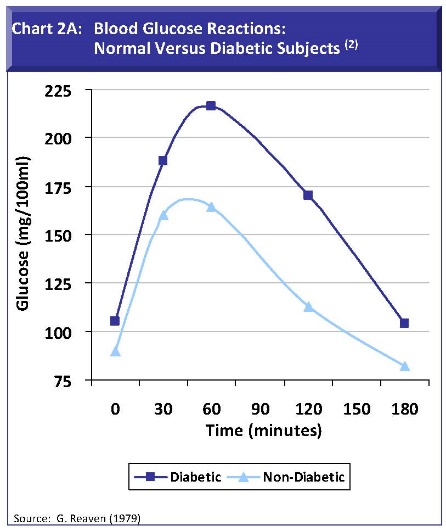 Chart 2A: Blood Glucose Reactions:
Normal Versus Diabetic Subjects (2)
225
200
175
150
125
100
75
Glucose (mg/100ml)
0 30 60 90 120 150 180
Time (minutes)
Diabetic Non-Diabetic
Source: G. Reaven (1979)